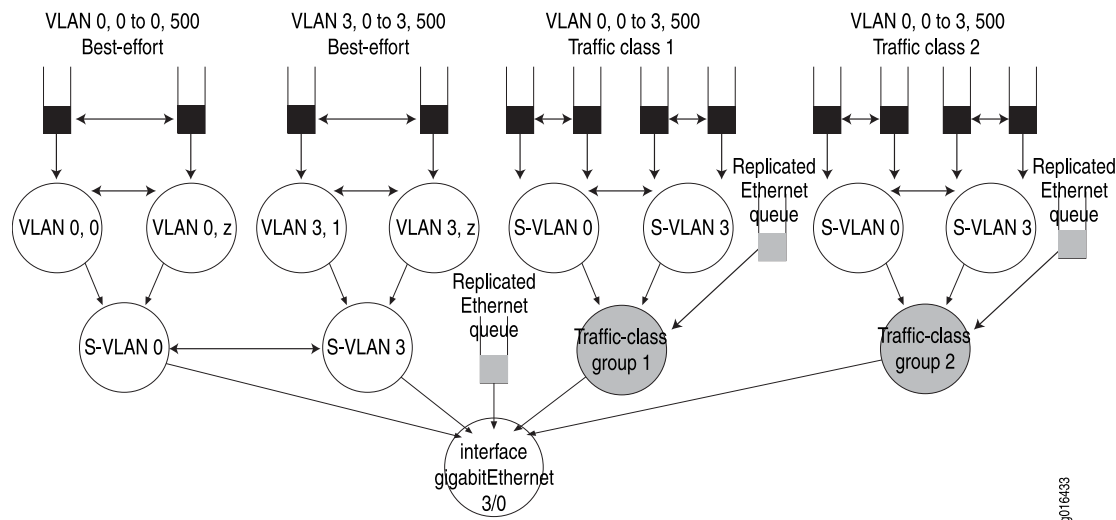 VLAN 0, 0 to 0, 500
Best-effort
VLAN 3, 0 to 3, 500
Best-effort
VLAN 0, 0 to 3, 500
Traffic class 1
VLAN 0, 0 to 3, 500
Traffic class 2
Replicated
Ethernet
queue
Replicated
Ethernet
queue
VLAN 0, 0
VLAN 0, z
VLAN 3, 1
VLAN 3, z
S-VLAN 0
S-VLAN 3
S-VLAN 0
S-VLAN 3
Replicated
Ethernet
queue
S-VLAN 0
S-VLAN 3
Traffic-class
group 1
Traffic-class
group 2
interface
gigabitEthernet
3/0
g016433